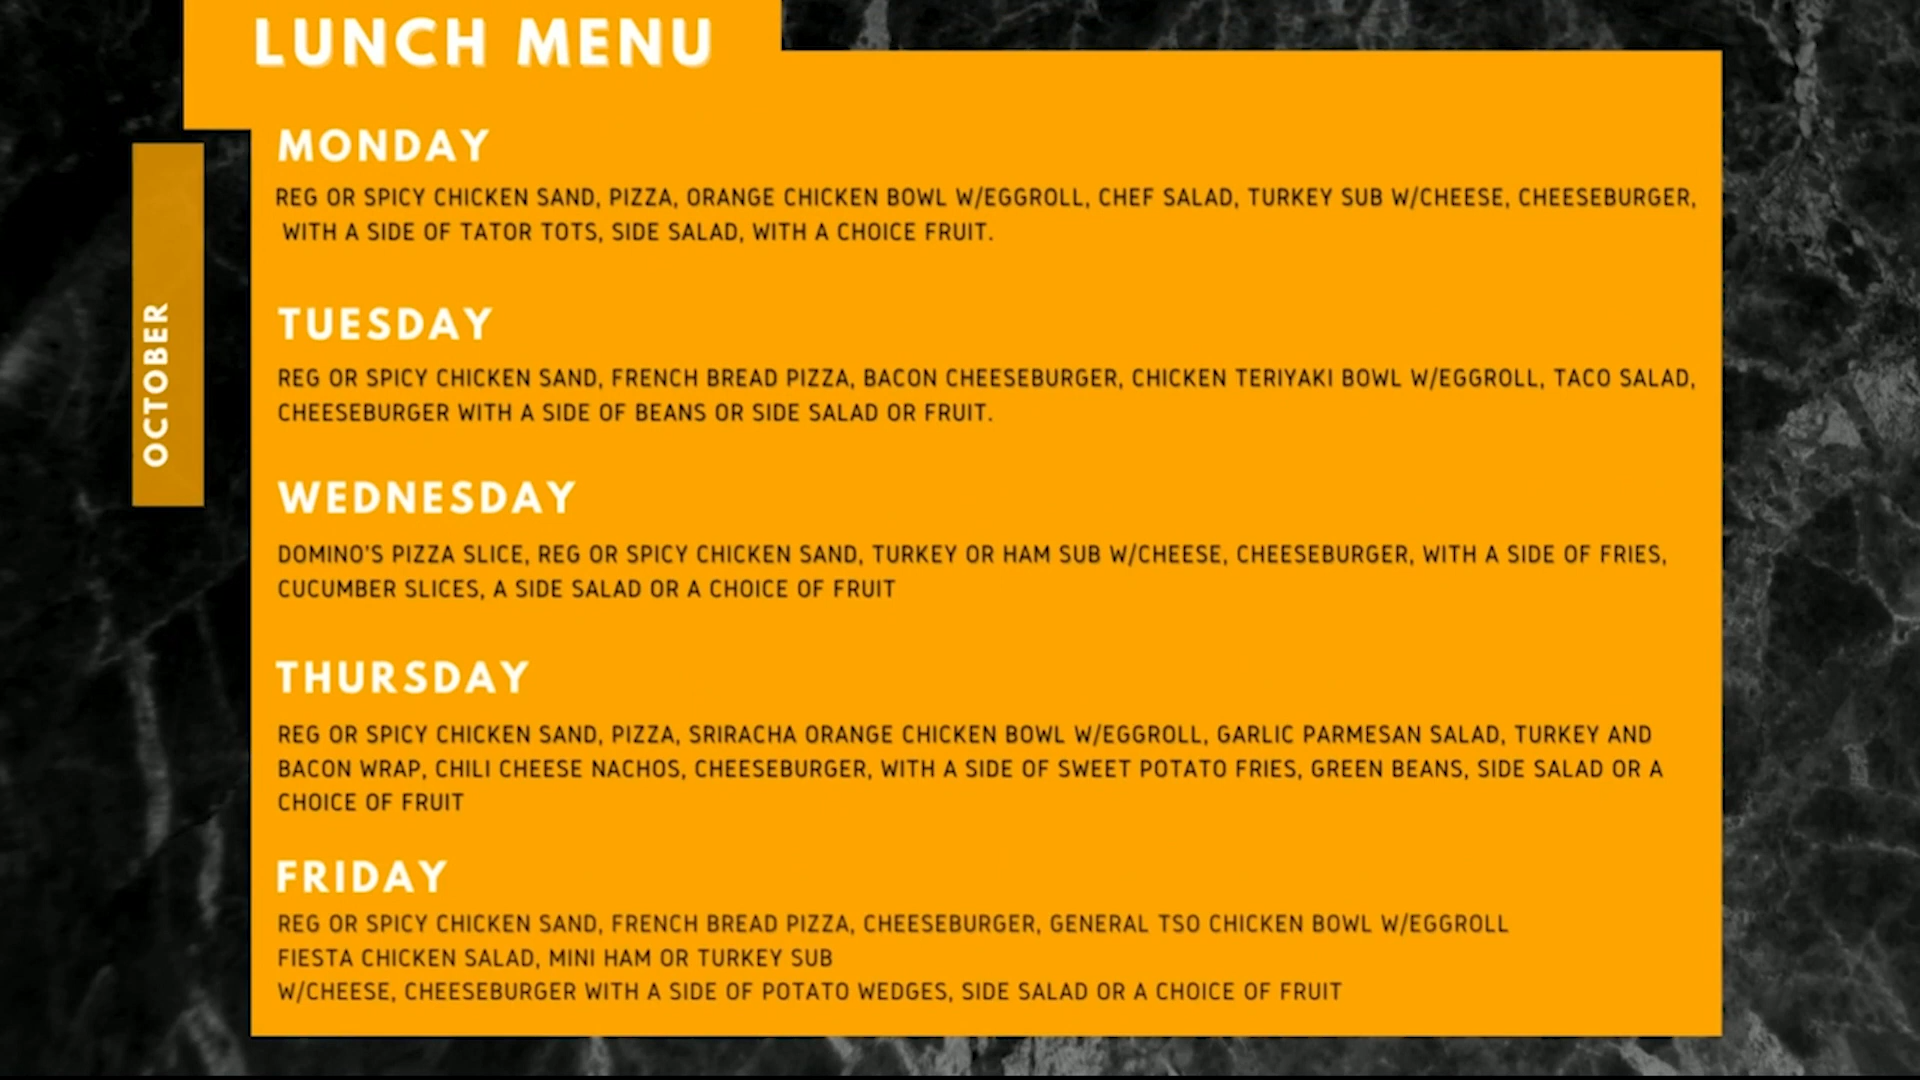 LUNCH MENU
OCTOBER
MONDAY
REG OR SPICY CHICKEN SAND, PIZZA, ORANGE CHICKEN BOWL W/EGGROLL, CHEF SALAD, TURKEY SUB W/CHEESE, CHEESEBURGER,
WITH A SIDE OF TATOR TOTS, SIDE SALAD, WITH A CHOICE FRUIT.
TUESDAY
REG OR SPICY CHICKEN SAND, FRENCH BREAD PIZZA, BACON CHEESEBURGER, CHICKEN TERIYAKI BOWL W/EGGROLL, TACO SALAD,
CHEESEBURGER WITH A SIDE OF BEANS OR SIDE SALAD OR FRUIT.
WEDNESDAY
DOMINO'S PIZZA SLICE, REG OR SPICY CHICKEN SAND, TURKEY OR HAM SUB W/CHEESE, CHEESEBURGER, WITH A SIDE OF FRIES,
CUCUMBER SLICES, A SIDE SALAD OR A CHOICE OF FRUIT
THURSDAY
REG OR SPICY CHICKEN SAND, PIZZA, SRIRACHA ORANGE CHICKEN BOWL W/EGGROLL, GARLIC PARMESAN SALAD, TURKEY AND
BACON WRAP, CHILI CHEESE NACHOS, CHEESEBURGER, WITH A SIDE OF SWEET POTATO FRIES, GREEN BEANS, SIDE SALAD OR A
CHOICE OF FRUIT
FRIDAY
REG OR SPICY CHICKEN SAND, FRENCH BREAD PIZZA, CHEESEBURGER, GENERAL TSO CHICKEN BOWL W/EGGROLL
FIESTA CHICKEN SALAD, MINI HAM OR TURKEY SUB
W/CHEESE, CHEESEBURGER WITH A SIDE OF POTATO WEDGES, SIDE SALAD OR A CHOICE OF FRUIT